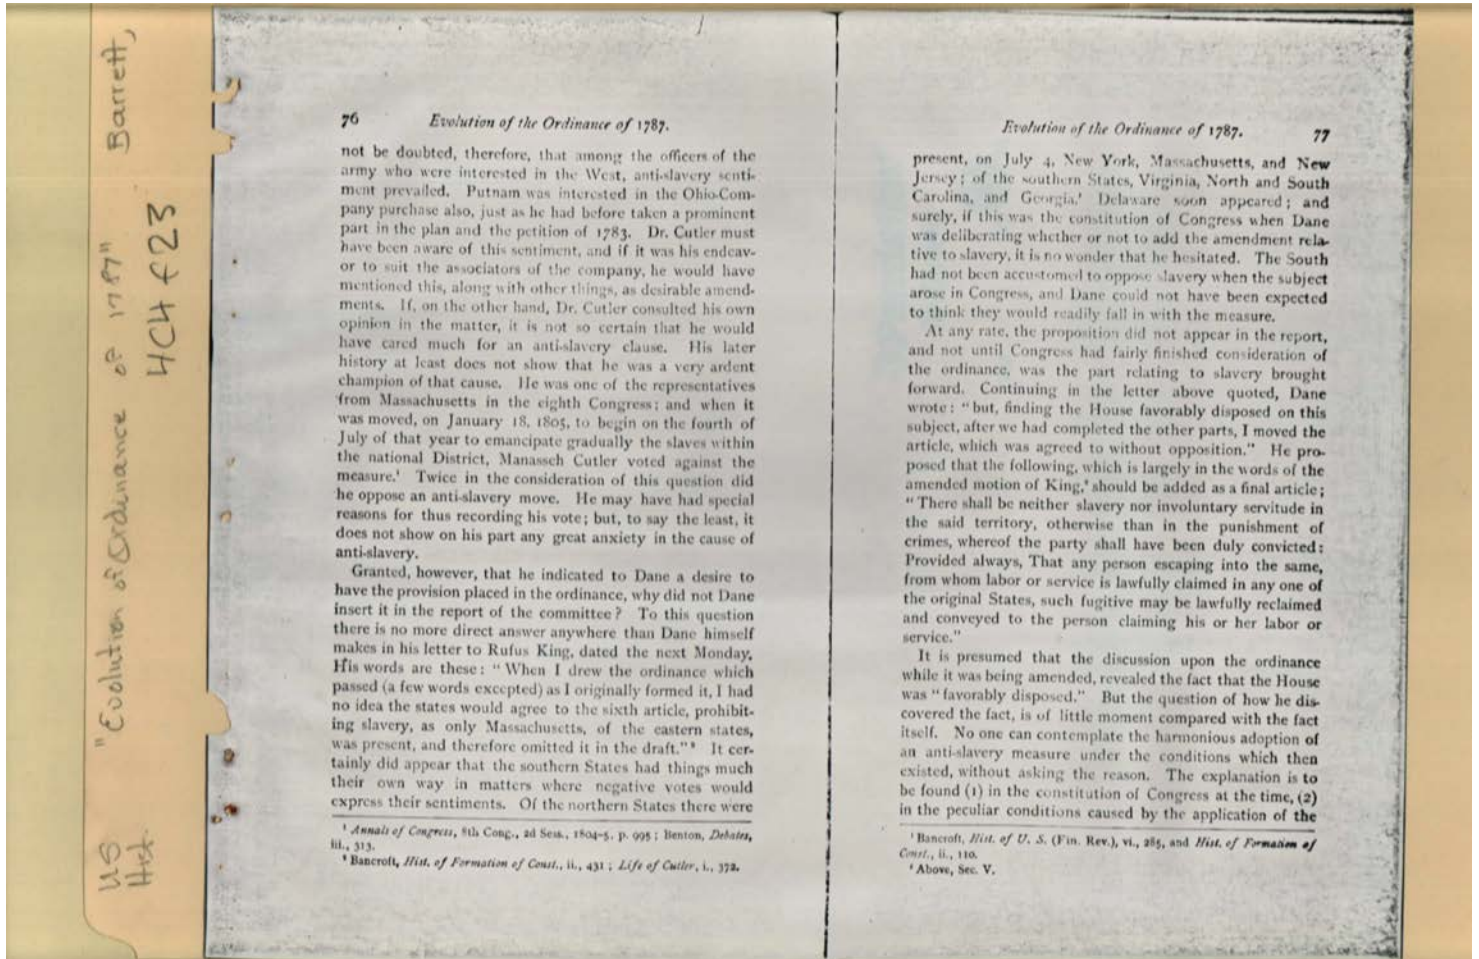 US Hist. "Evolution of Ordinance of 1787" Barrett,
HC4 f23
76 Evolution of the Ordinance of 1787.
not be doubted, therefore, that among the officers of the
army who were interested in the West, anti-slavery senti-
ment prevailed. Putnam was interested in the Ohio-Com-
pany purchase also, just as he had before taken a prominent
part in the plan and the petition of 1783. Dr. Cutler must
have been aware of this sentiment, and if it was his endeav-
or to suit the associators of the company, he would have
mentioned this, along with other things, as desirable amend-
ments. If, on the other hand, Dr. Cutler consulted his own
opinion in the matter, it is not so certain that he would
have cared much for an anti-slavery clause. His later
history at least does not show that he was a very ardent
champion of that cause. He was one of the representatives
from Massachusetts in the eighth Congress; and when it
was moved, on January 18, 1805, to begin on the fourth of
July of that year to emancipate gradually the slaves within
the national District, Manasseh Cutler voted against the
measure.¹ Twice in the consideration of this question did
he oppose an anti-slavery move. He may have had special
reasons for thus recording his vote; but, to say the least, it
does not show on his part any great anxiety in the cause of
anti-slavery.
Granted, however, that he indicated to Dane a desire to
have the provision placed in the ordinance, why did not Dane
insert it in the report of the committee? To this question
there is no more direct answer anywhere than Dane himself
makes in his letter to Rufus King, dated the next Monday.
His words are these: "When I drew the ordinance which
passed (a few words excepted) as I originally formed it, I had
no idea the states would agree to the sixth article, prohibit-
ing slavery, as only Massachusetts, of the eastern states,
was present, and therefore omitted it in the draft."² It cer-
tainly did appear that the southern States had things much
their own way in matters where negative votes would
express their sentiments. Of the northern States there were
¹ Annals of Congress, 8th Cong., 2d Sess., 1804-5, p. 995; Benton, Debates,
iii., 313.
² Bancroft, Hist. of Formation of Const., ii., 431; Life of Cutler, i., 372.
Evolution of the Ordinance of 1787. 77
present, on July 4, New York, Massachusetts, and New
Jersey; of the southern States, Virginia, North and South
Carolina, and Georgia.¹ Delaware soon appeared; and
surely, if this was the constitution of Congress when Dane
was deliberating whether or not to add the amendment rela-
tive to slavery, it is no wonder that he hesitated. The South
had not been accustomed to oppose slavery when the subject
arose in Congress, and Dane could not have been expected
to think they would readily fall in with the measure.
At any rate, the proposition did not appear in the report,
and not until Congress had fairly finished consideration of
the ordinance, was the part relating to slavery brought
forward. Continuing in the letter above quoted, Dane
wrote: "but, finding the House favorably disposed on this
subject, after we had completed the other parts, I moved the
article, which was agreed to without opposition." He pro-
posed that the following, which is largely in the words of the
amended motion of King,² should be added as a final article;
"There shall be neither slavery nor involuntary servitude in
the said territory, otherwise than in the punishment of
crimes, whereof the party shall have been duly convicted:
Provided always, That any person escaping into the same,
from whom labor or service is lawfully claimed in any one of
the original States, such fugitive may be lawfully reclaimed
and conveyed to the person claiming his or her labor or
service."
It is presumed that the discussion upon the ordinance
while it was being amended, revealed the fact that the House
was "favorably disposed." But the question of how he dis-
covered the fact, is of little moment compared with the fact
itself. No one can contemplate the harmonious adoption of
an anti-slavery measure under the conditions which then
existed, without asking the reason. The explanation is to
be found (1) in the constitution of Congress at the time, (2)
in the peculiar conditions caused by the application of the
¹ Bancroft, Hist. of U. S. (Fin. Rev.), vi., 285, and Hist. of Formation of
Const., ii., 110.
² Above, Sec. V.